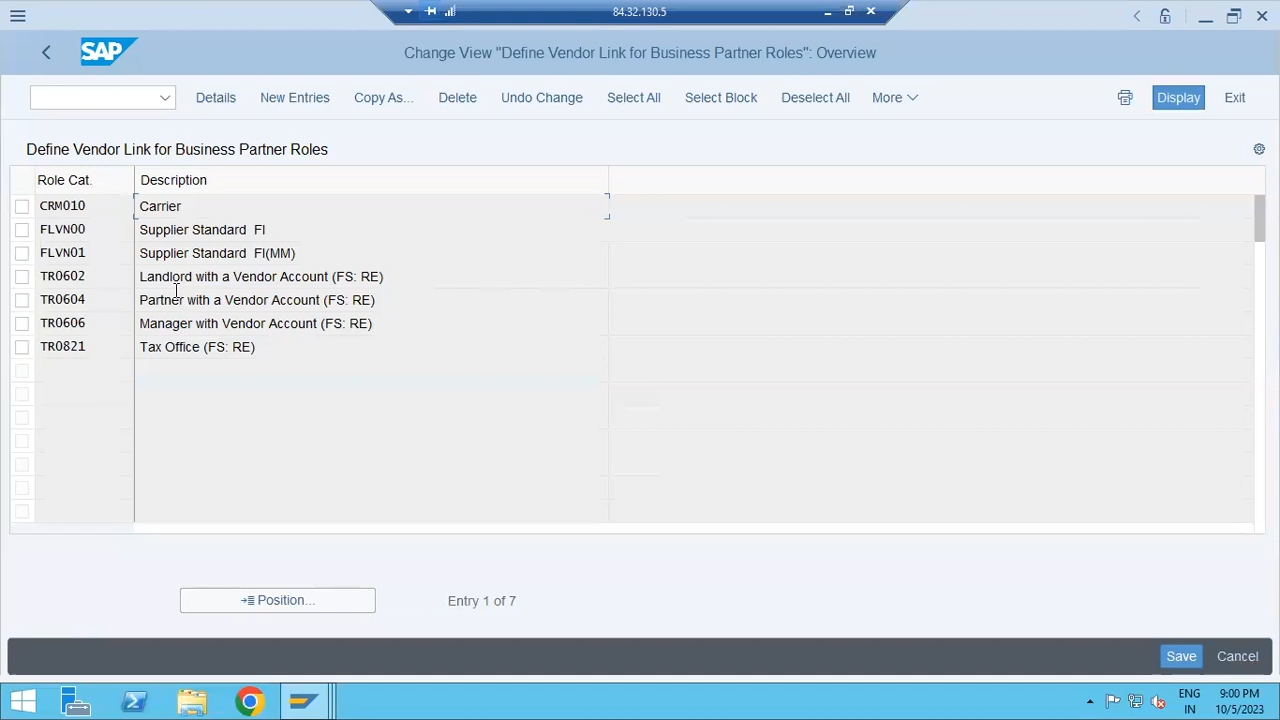 84.32.130.5
SAP
Change View "Define Vendor Link for Business Partner Roles": Overview
Details New Entries Copy As... Delete Undo Change Select All Select Block Deselect All More Display Exit
Define Vendor Link for Business Partner Roles
Role Cat. Description
CRM010 Carrier
FLVN00 Supplier Standard FI
FLVN01 Supplier Standard FI(MM)
TR0602 Landlord with a Vendor Account (FS: RE)
TR0604 Partner with a Vendor Account (FS: RE)
TR0606 Manager with Vendor Account (FS: RE)
TR0821 Tax Office (FS: RE)
Position... Entry 1 of 7
Save Cancel
ENG 9:00 PM
IN 10/5/2023